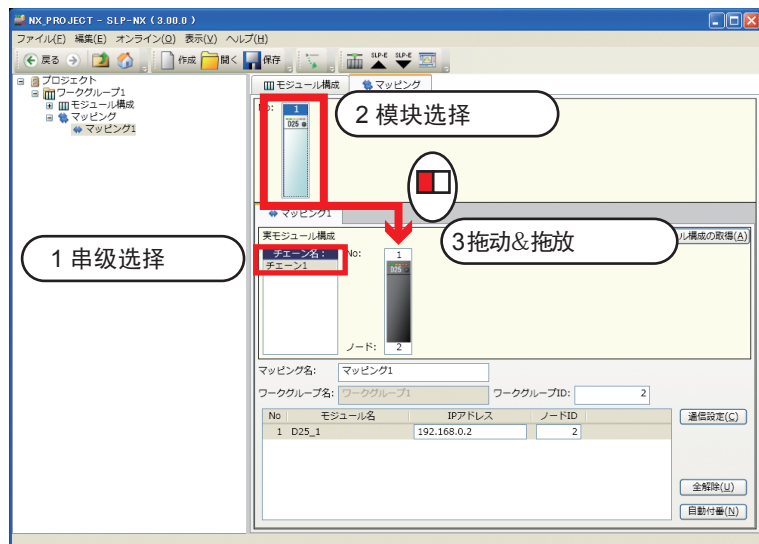 NX_PROJECT - SLP-NX ( 3.00.0 )
ファイル(F) 編集(E) オンライン(O) 表示(V) ヘルプ(H)
戻る 作成 開く 保存 SLP-E SLP-E
プロジェクト
ワークグループ1
モジュール構成
マッピング
マッピング1
モジュール構成 マッピング
No: 1
D25
2 模块选择
マッピング1
3拖动&拖放
実モジュール構成
ル構成の取得(A)
1 串级选择
チェーン名:
チェーン1
No: 1
D25
ノード: 2
マッピング名: マッピング1
ワークグループ名: ワークグループ1 ワークグループID: 2
No モジュール名 IPアドレス ノードID
1 D25_1 192.168.0.2 2
通信設定(C)
全解除(U)
自動付番(N)